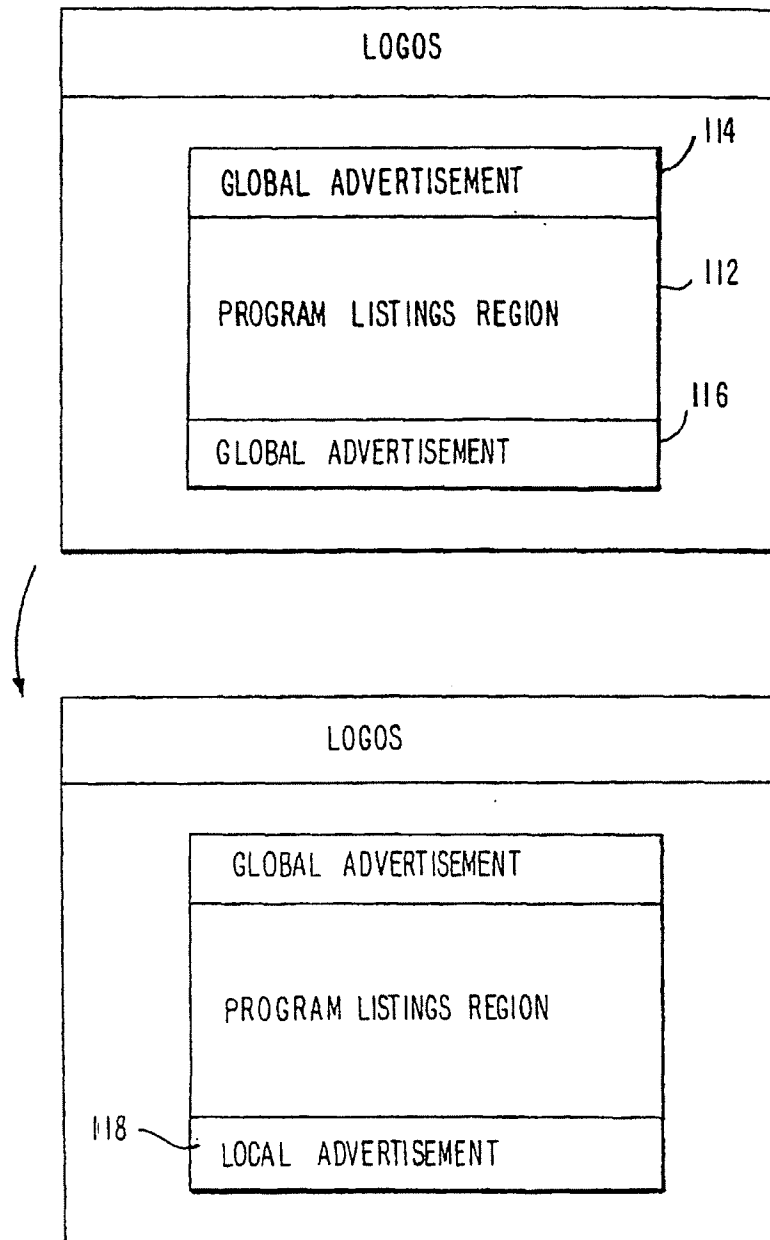 LOGOS
114
GLOBAL ADVERTISEMENT
112
PROGRAM LISTINGS REGION
116
GLOBAL ADVERTISEMENT
LOGOS
GLOBAL ADVERTISEMENT
PROGRAM LISTINGS REGION
118
LOCAL ADVERTISEMENT